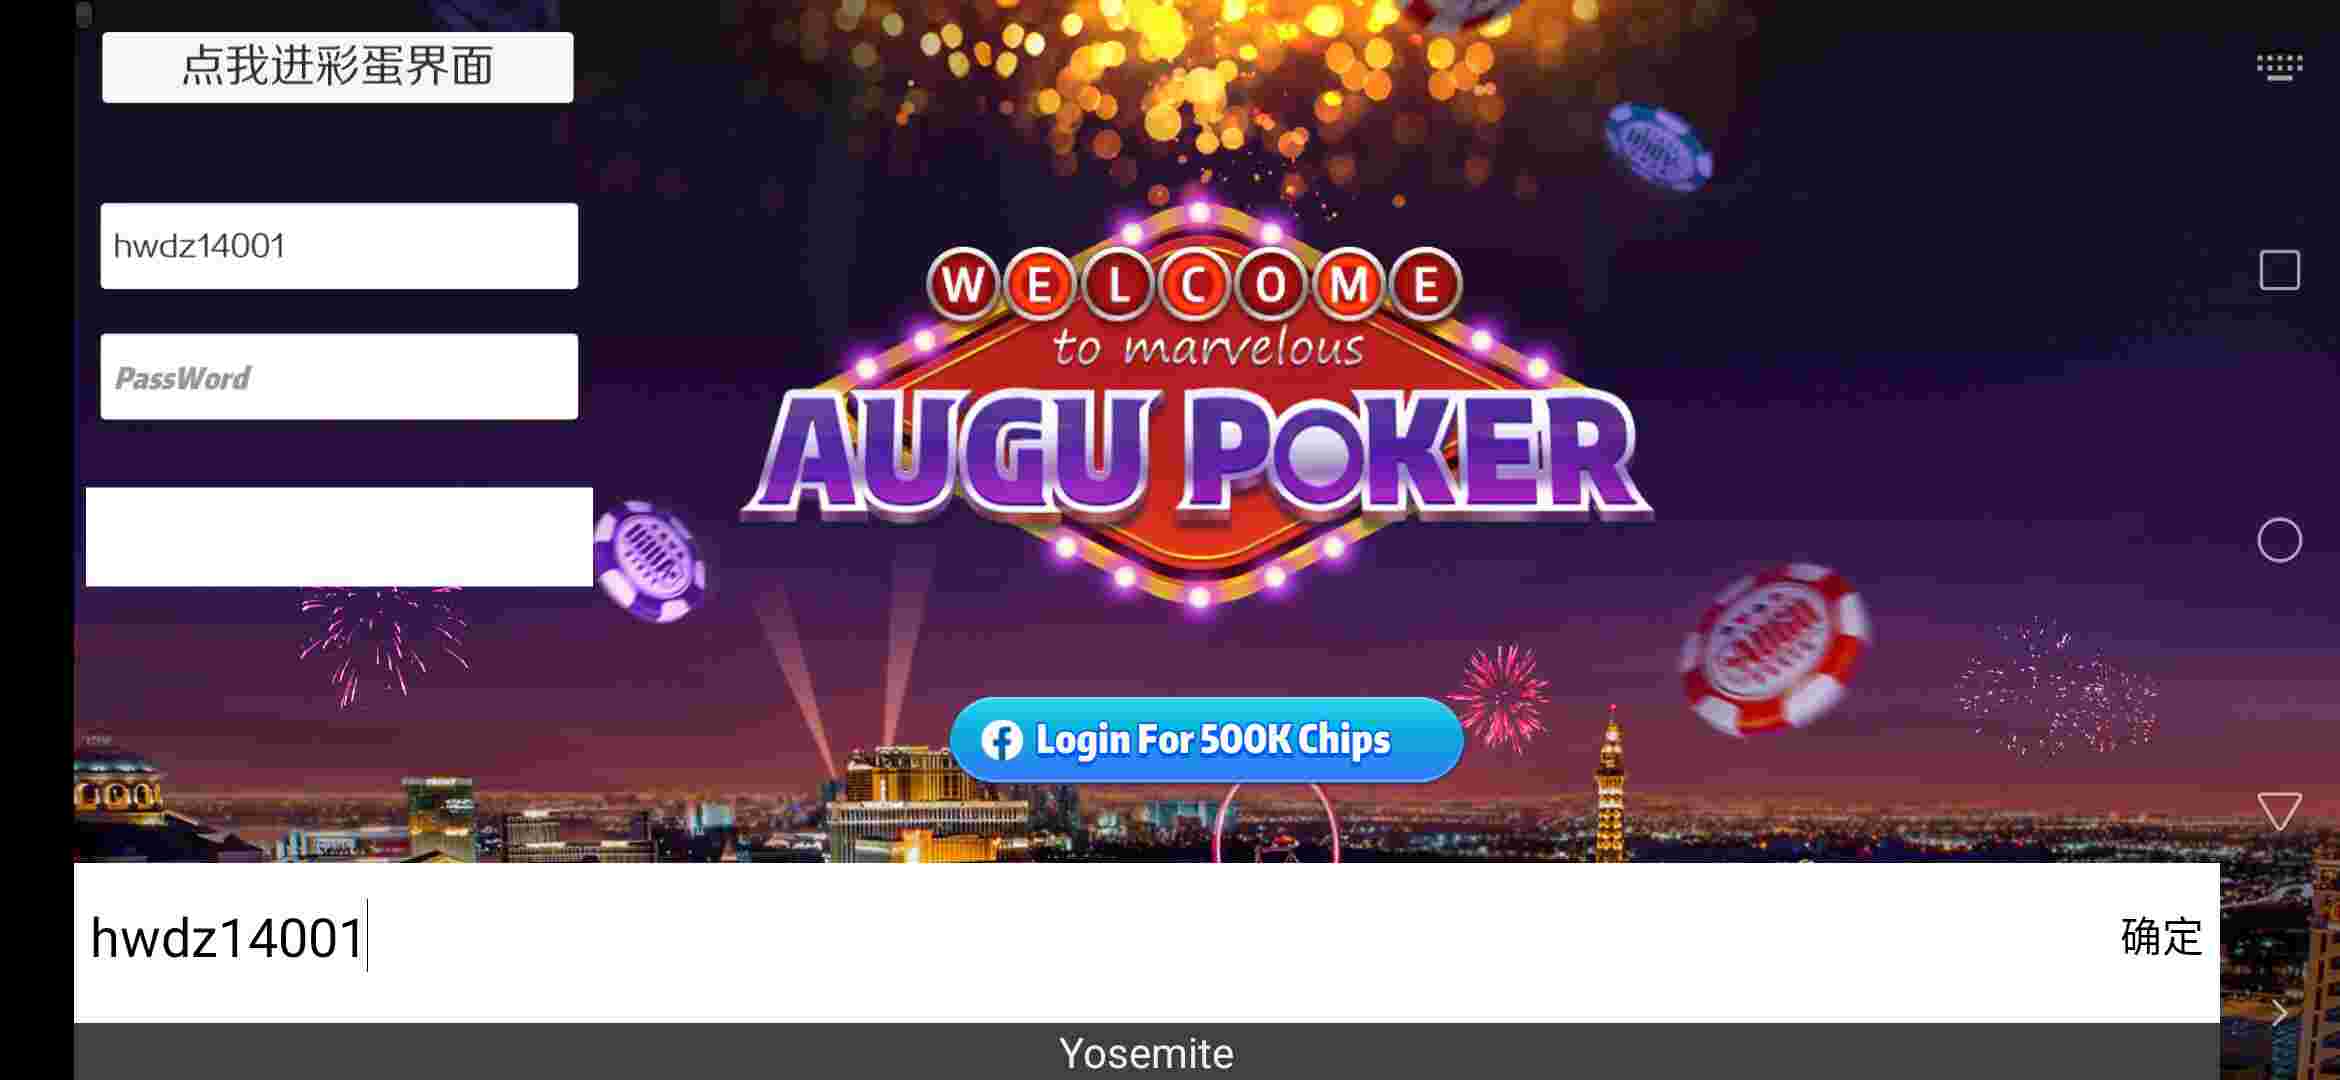 点我进彩蛋界面
hwdz14001
PassWord
WELCOME
to marvelous
AUGU POKER
Login For 500K Chips
hwdz14001
确定
Yosemite